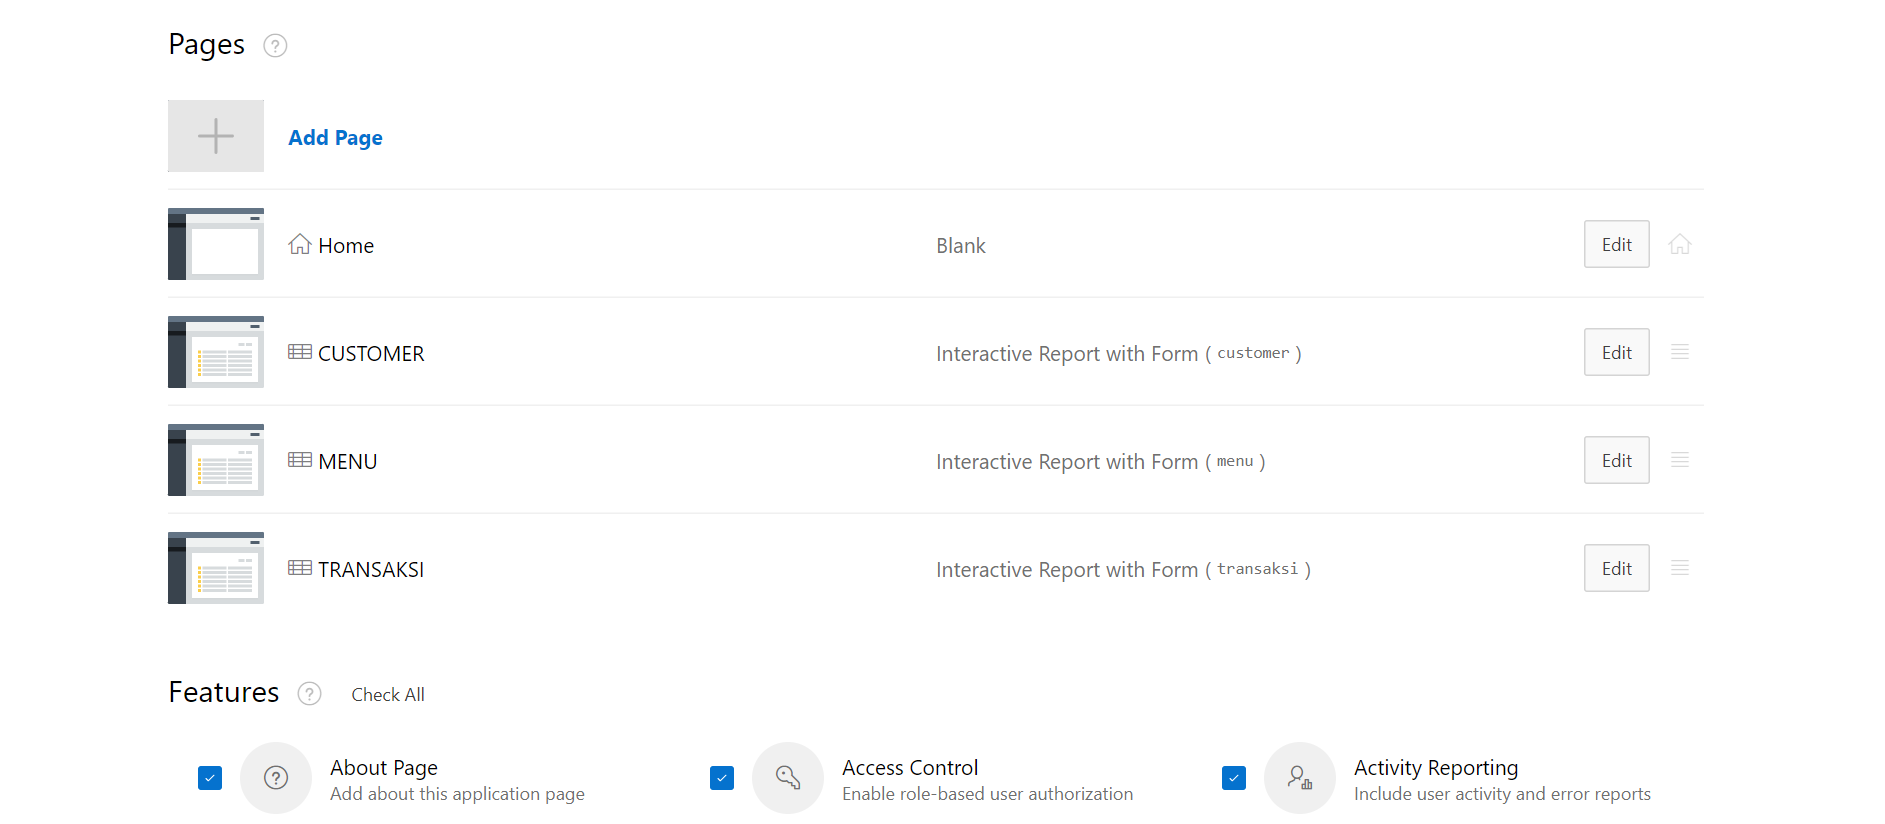 Pages
Add Page
Home Blank Edit
CUSTOMER Interactive Report with Form ( customer ) Edit
MENU Interactive Report with Form ( menu ) Edit
TRANSAKSI Interactive Report with Form ( transaksi ) Edit
Features Check All
About Page
Add about this application page
Access Control
Enable role-based user authorization
Activity Reporting
Include user activity and error reports